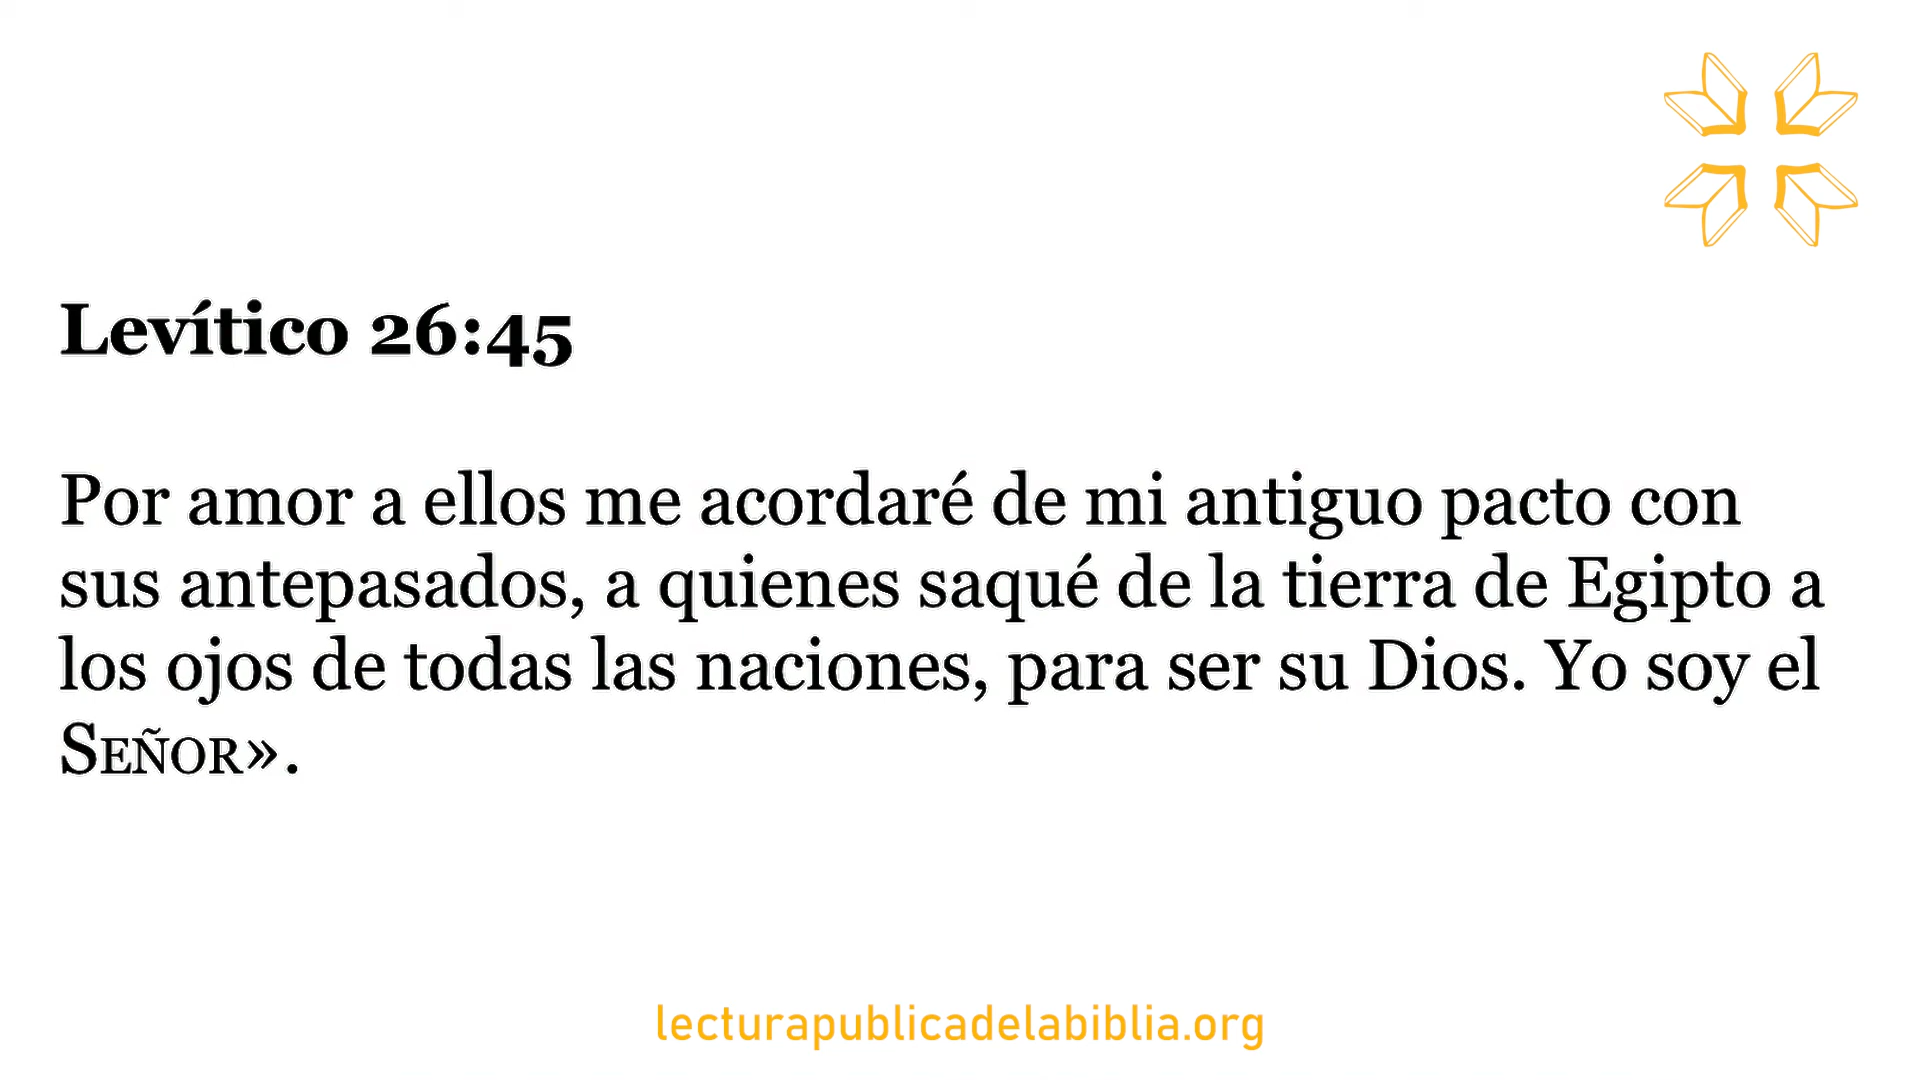 Levítico 26:45
Por amor a ellos me acordaré de mi antiguo pacto con
sus antepasados, a quienes saqué de la tierra de Egipto a
los ojos de todas las naciones, para ser su Dios. Yo soy el
SEÑOR».
lecturapublicadelabiblia.org